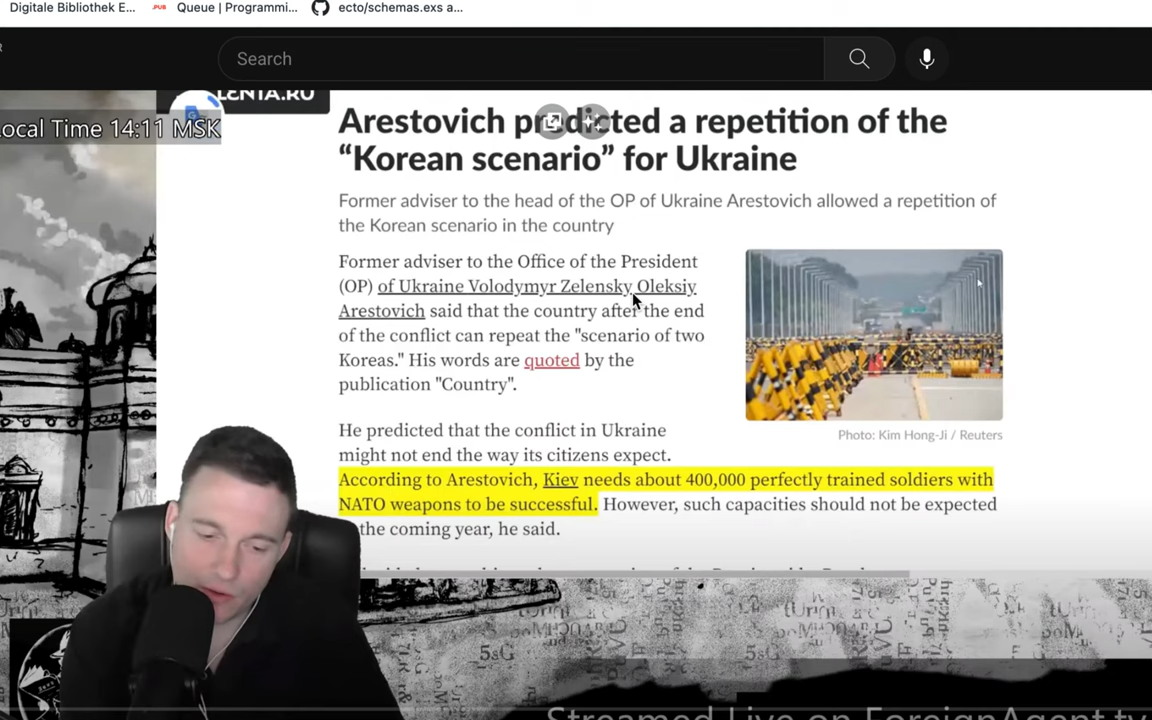 Digitale Bibliothek E...
Queue | Programmi...
ecto/schemas.exs a...
Search
LENTA.RU
ocal Time 14:11 MSK
Arestovich predicted a repetition of the
“Korean scenario” for Ukraine
Former adviser to the head of the OP of Ukraine Arestovich allowed a repetition of
the Korean scenario in the country
Former adviser to the Office of the President
(OP) of Ukraine Volodymyr Zelensky Oleksiy
Arestovich said that the country after the end
of the conflict can repeat the "scenario of two
Koreas." His words are quoted by the
publication "Country".
Photo: Kim Hong-Ji / Reuters
He predicted that the conflict in Ukraine
might not end the way its citizens expect.
According to Arestovich, Kiev needs about 400,000 perfectly trained soldiers with
NATO weapons to be successful. However, such capacities should not be expected
the coming year, he said.
Streamed Live on ForeignAgent.tv